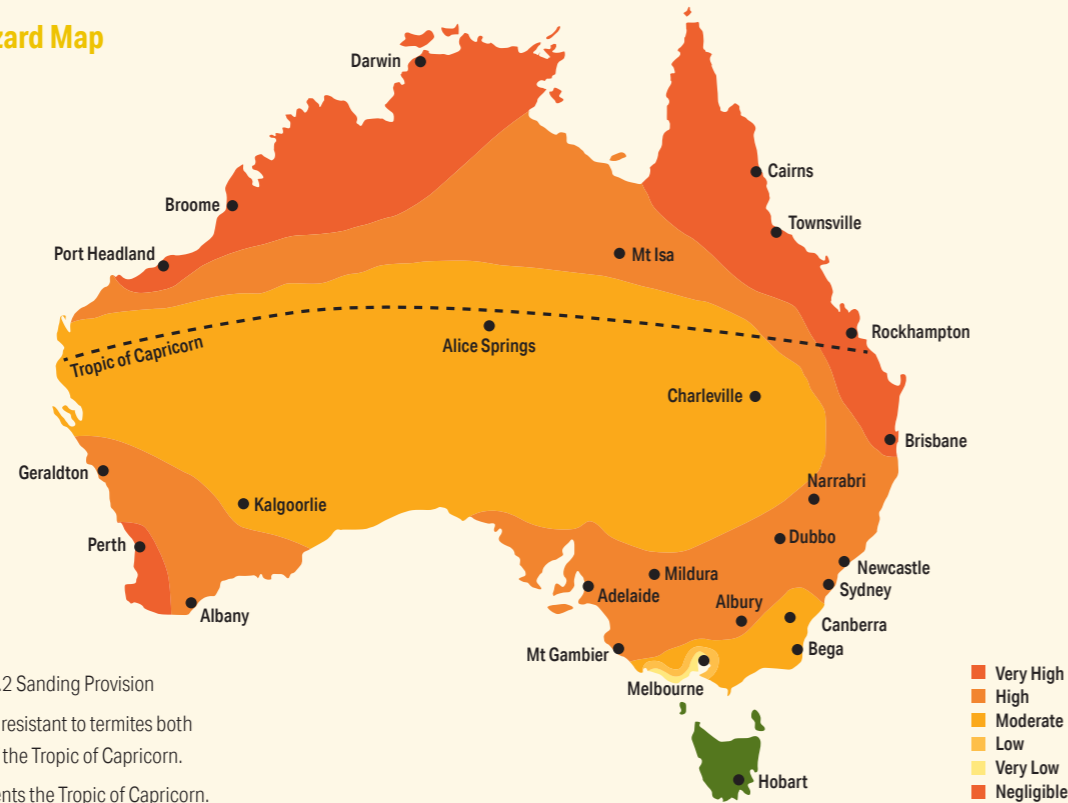 zard Map
Darwin
Cairns
Broome
Townsville
Port Headland
Mt Isa
Rockhampton
Tropic of Capricorn
Alice Springs
Charleville
Brisbane
Geraldton
Narrabri
Kalgoorlie
Dubbo
Perth
Newcastle
Mildura
Sydney
Adelaide
Albury
Albany
Canberra
Bega
Mt Gambier
Melbourne
Hobart
.2 Sanding Provision
resistant to termites both
the Tropic of Capricorn.
nts the Tropic of Capricorn.
Very High
High
Moderate
Low
Very Low
Negligible